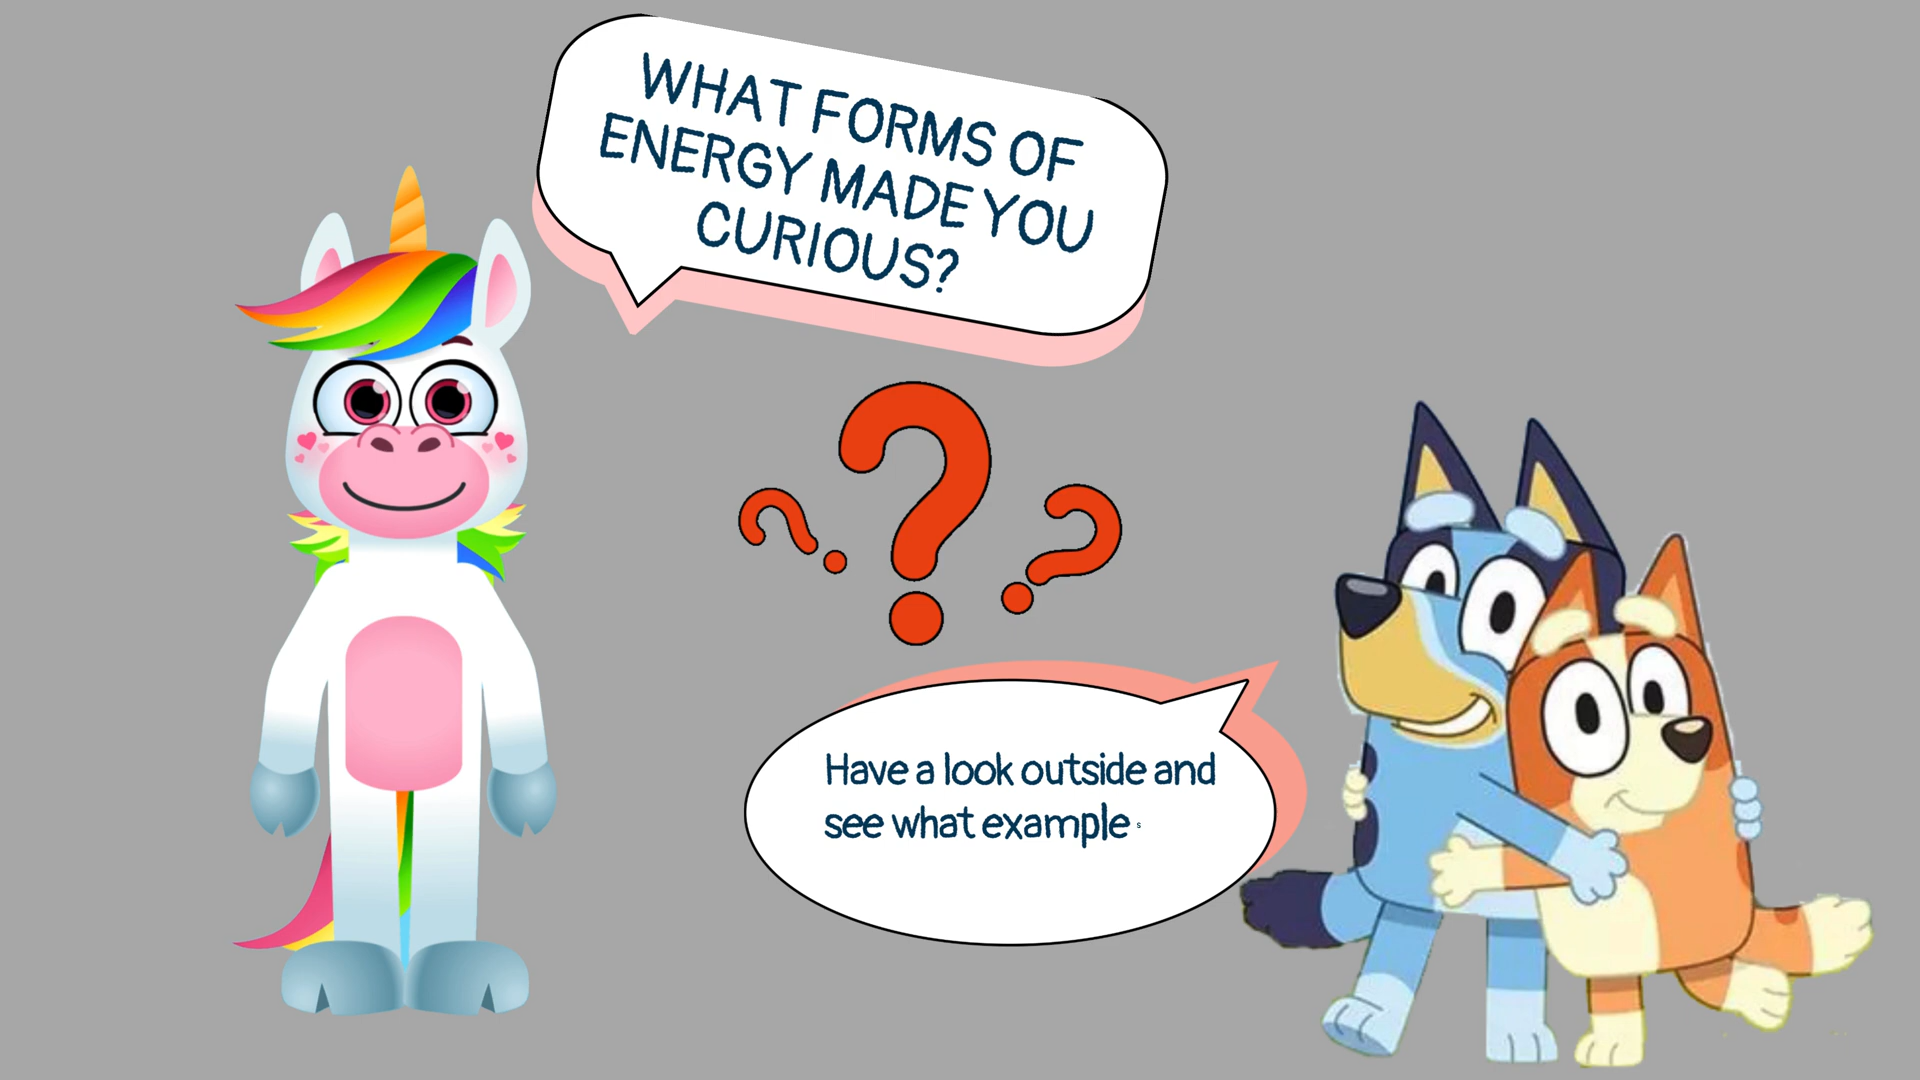 WHAT FORMS OF
ENERGY MADE YOU
CURIOUS?
Have a look outside and
see what example s